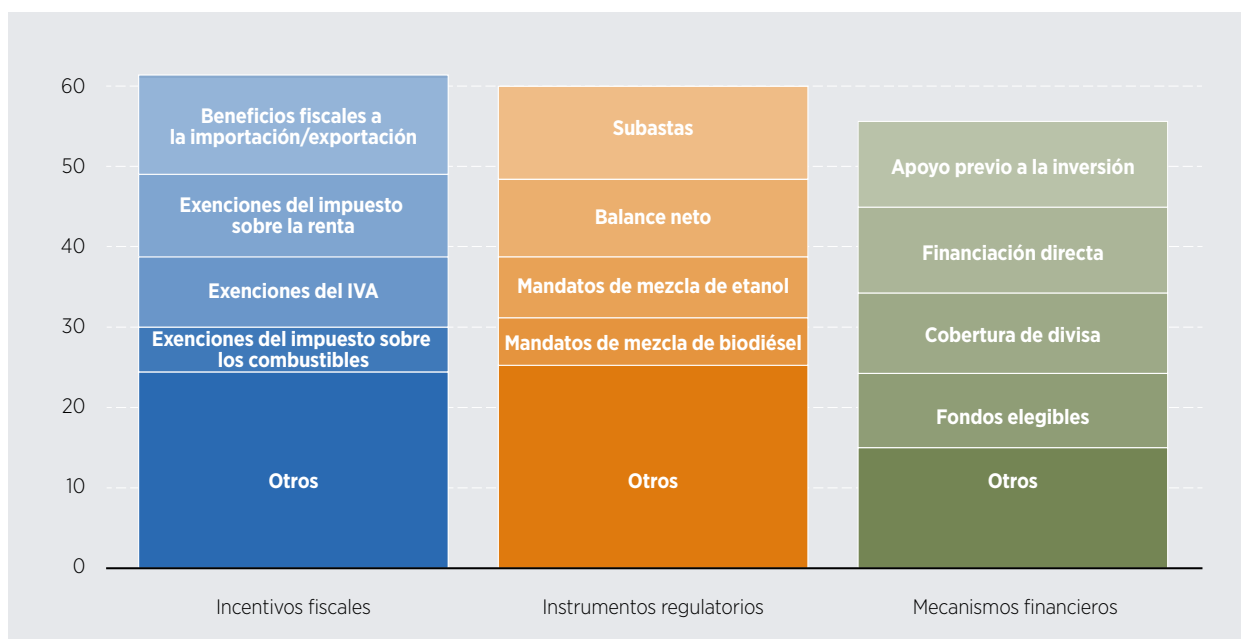 60
50
40
30
20
10
0
Beneficios fiscales a
la importación/exportación
Exenciones del impuesto
sobre la renta
Exenciones del IVA
Exenciones del impuesto sobre
los combustibles
Otros
Subastas
Balance neto
Mandatos de mezcla de etanol
Mandatos de mezcla de biodiésel
Otros
Apoyo previo a la inversión
Financiación directa
Cobertura de divisa
Fondos elegibles
Otros
Incentivos fiscales
Instrumentos regulatorios
Mecanismos financieros